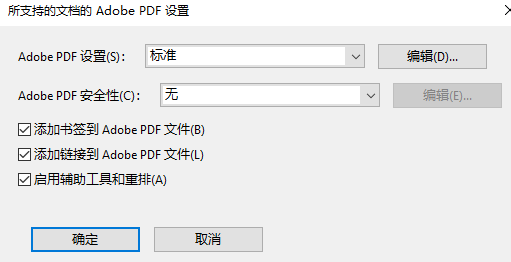 所支持的文档的 Adobe PDF 设置
Adobe PDF 设置(S)： 标准 编辑(D)...
Adobe PDF 安全性(C)： 无 编辑(E)...
添加书签到 Adobe PDF 文件(B)
添加链接到 Adobe PDF 文件(L)
启用辅助工具和重排(A)
确定 取消